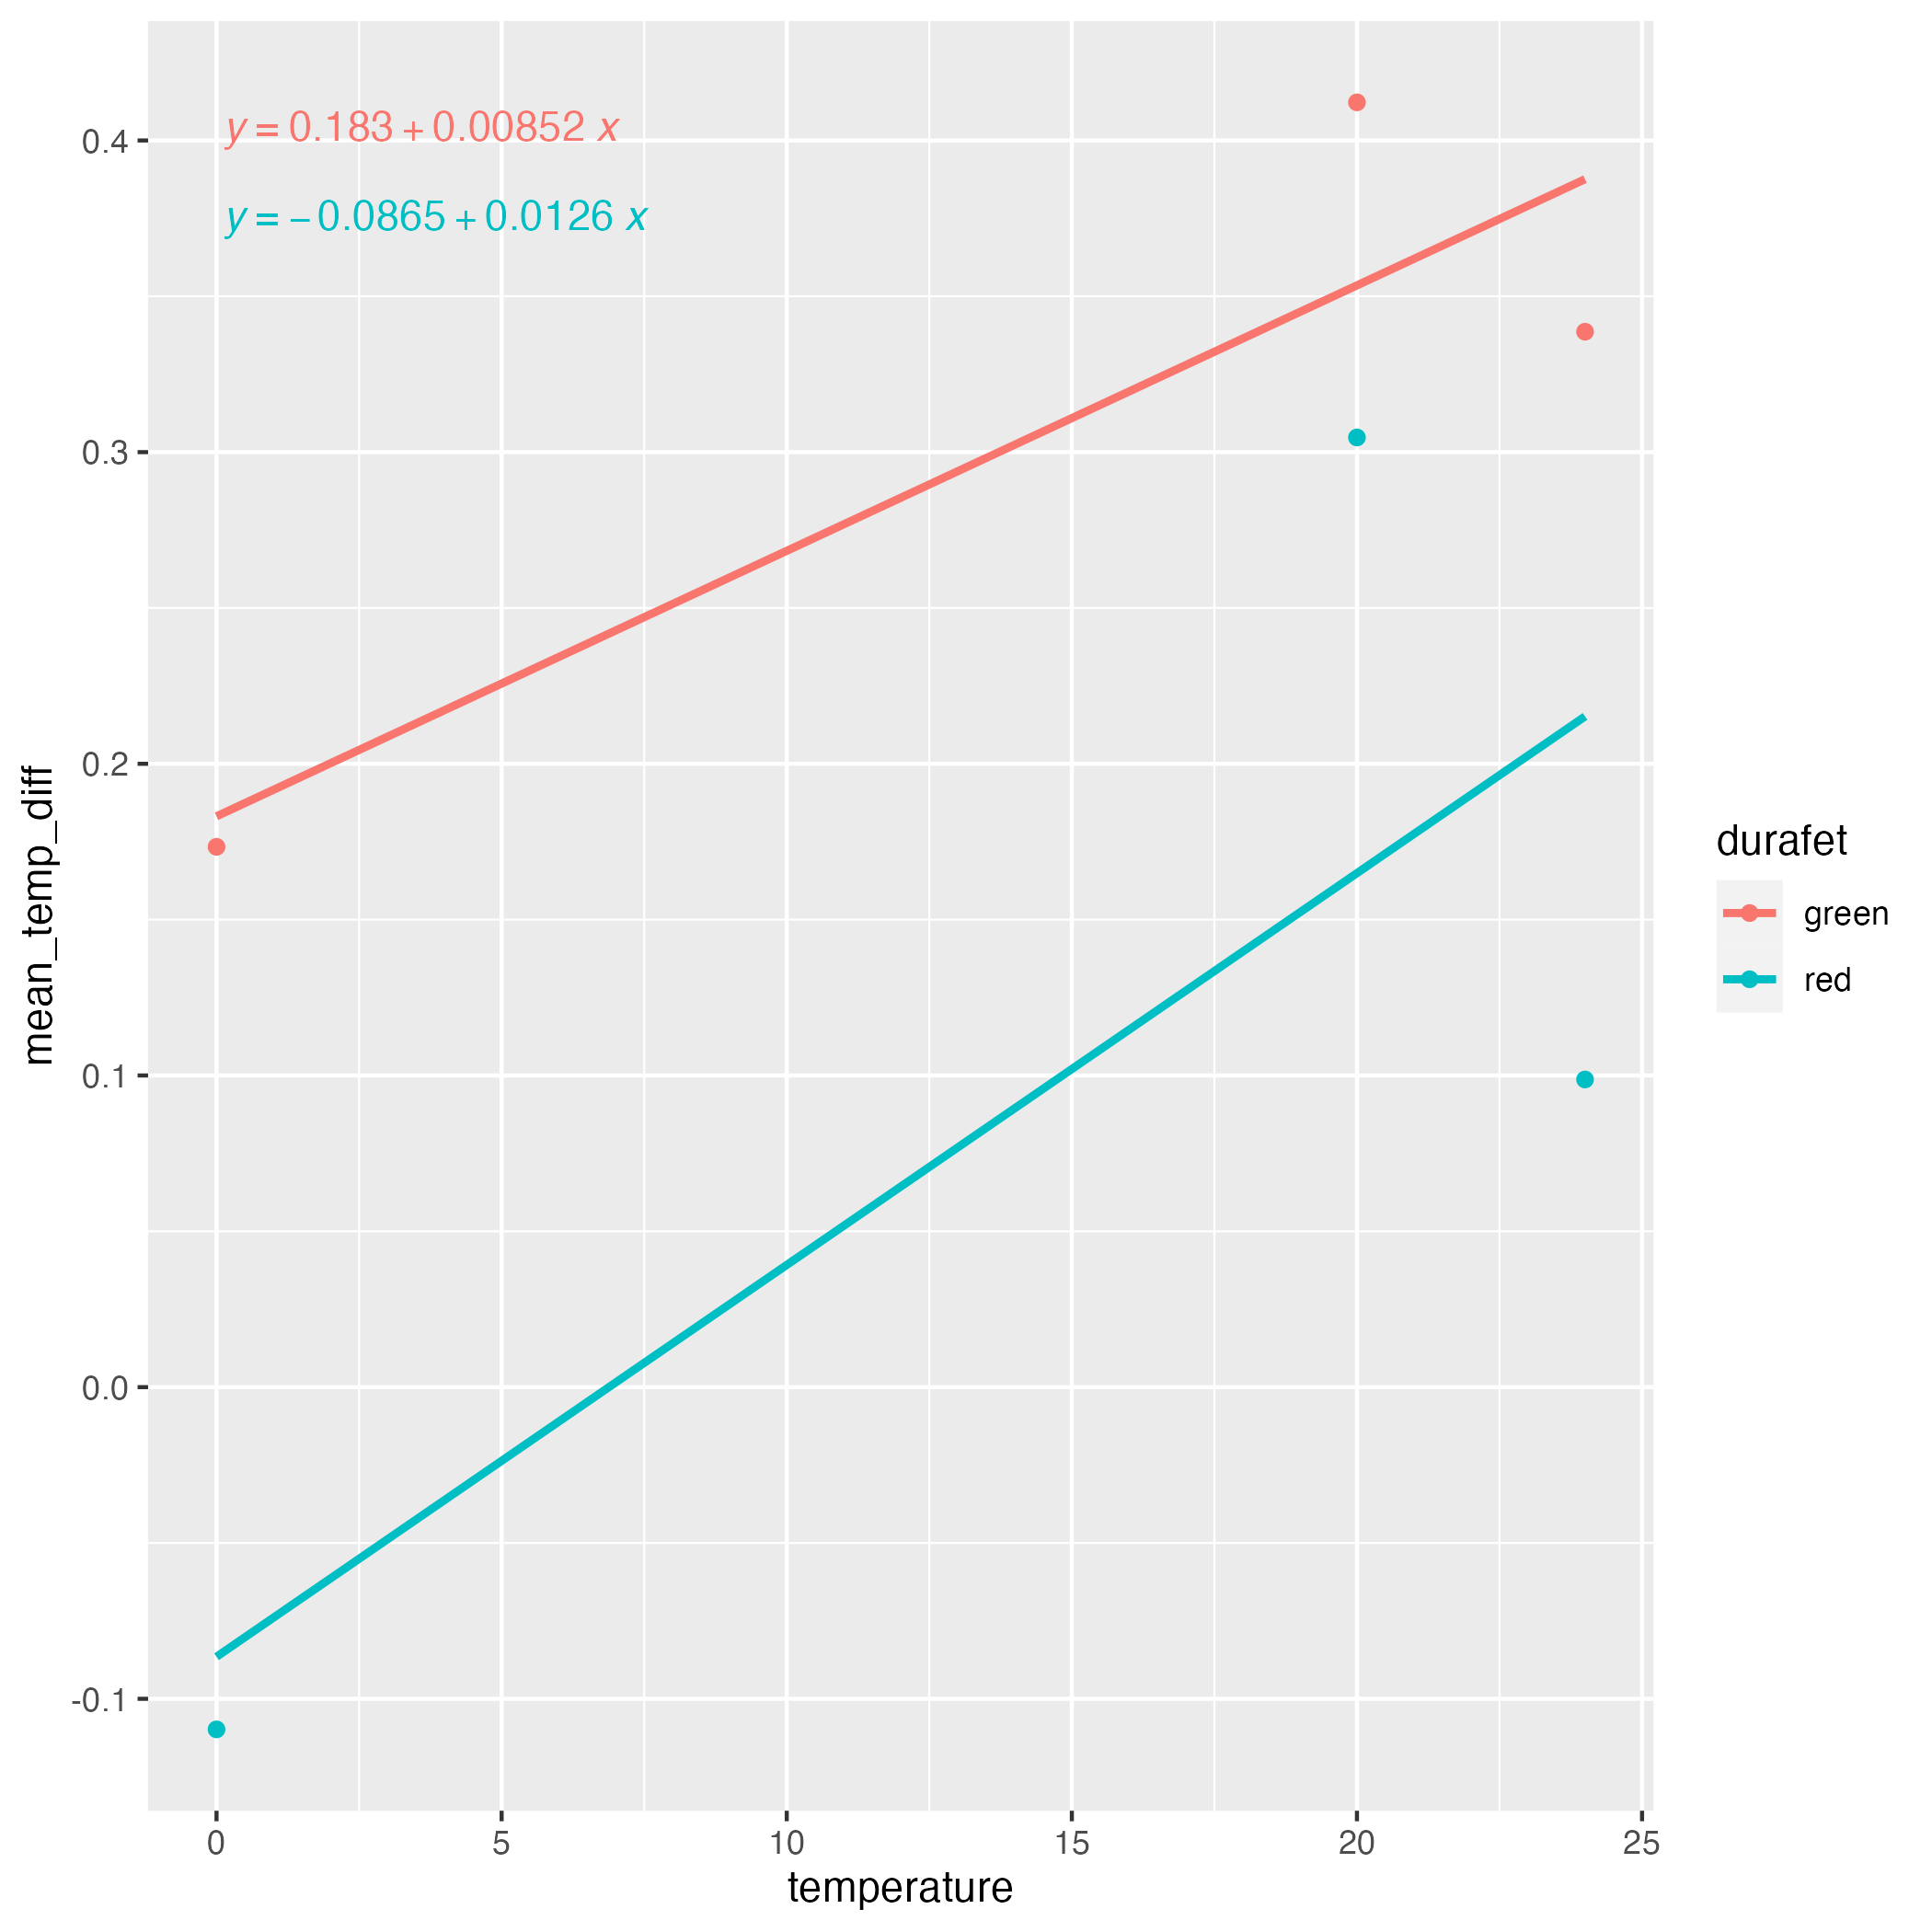 y = 0.183 + 0.00852 x
y = −0.0865 + 0.0126 x
0.4
0.3
0.2
0.1
0.0
-0.1
mean_temp_diff
0 5 10 15 20 25
temperature
durafet
green
red